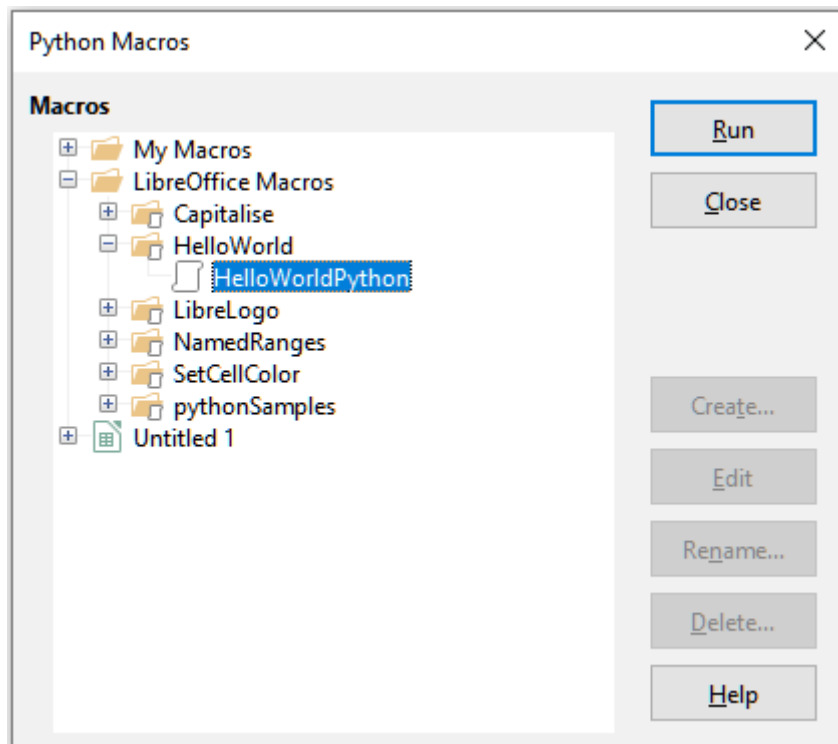 Python Macros
Macros
My Macros
LibreOffice Macros
Capitalise
HelloWorld
HelloWorldPython
LibreLogo
NamedRanges
SetCellColor
pythonSamples
Untitled 1
Run
Close
Create...
Edit
Rename...
Delete...
Help